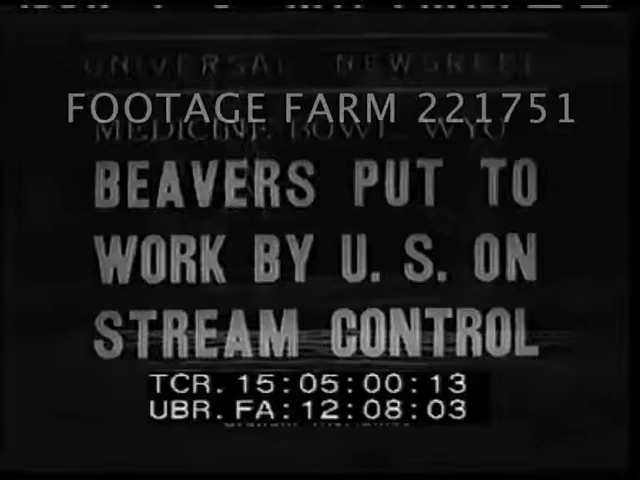 UNIVERSAL NEWSREEL
FOOTAGE FARM 221751
MEDICINE BOW, WYO
BEAVERS PUT TO
WORK BY U. S. ON
STREAM CONTROL
TCR. 15:05:00:13
UBR. FA:12:08:03